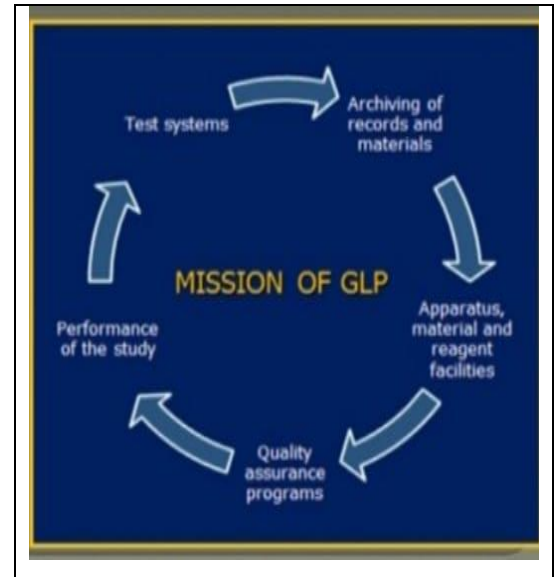 Test systems
Archiving of
records and
materials
MISSION OF GLP
Apparatus,
material and
reagent
facilities
Performance
of the study
Quality
assurance
programs